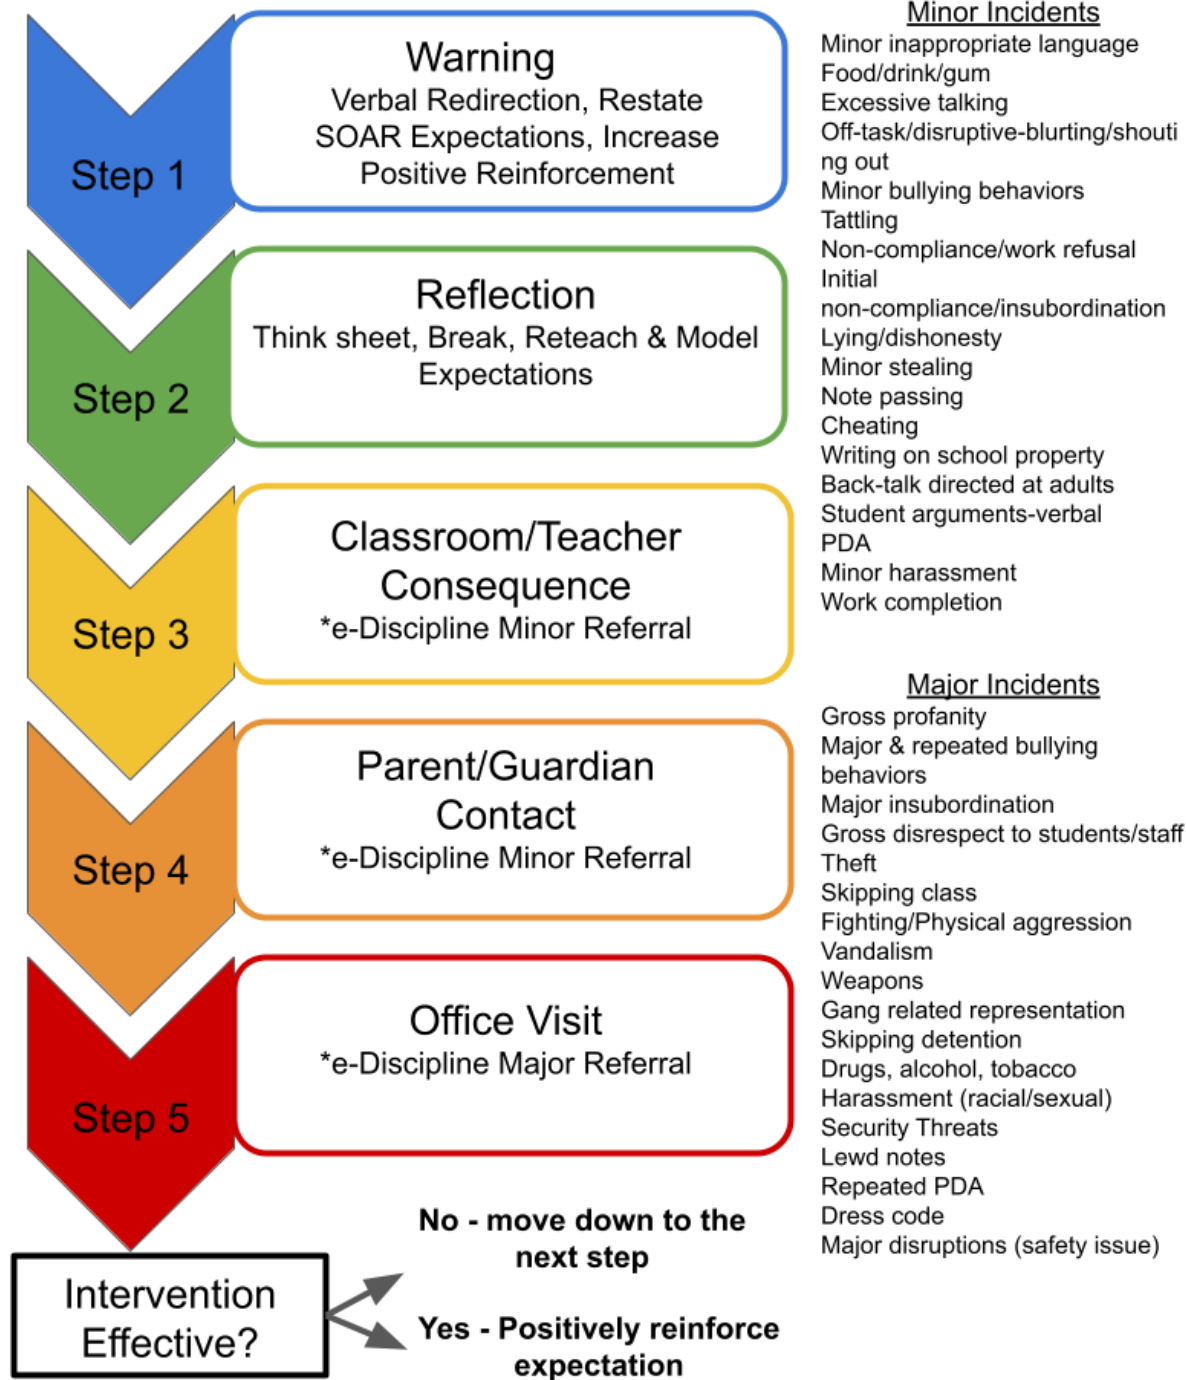 Step 1
Warning
Verbal Redirection, Restate
SOAR Expectations, Increase
Positive Reinforcement
Step 2
Reflection
Think sheet, Break, Reteach & Model
Expectations
Step 3
Classroom/Teacher
Consequence
*e-Discipline Minor Referral
Step 4
Parent/Guardian
Contact
*e-Discipline Minor Referral
Step 5
Office Visit
*e-Discipline Major Referral
Intervention
Effective?
No - move down to the
next step
Yes - Positively reinforce
expectation
Minor Incidents
Minor inappropriate language
Food/drink/gum
Excessive talking
Off-task/disruptive-blurting/shouti
ng out
Minor bullying behaviors
Tattling
Non-compliance/work refusal
Initial
non-compliance/insubordination
Lying/dishonesty
Minor stealing
Note passing
Cheating
Writing on school property
Back-talk directed at adults
Student arguments-verbal
PDA
Minor harassment
Work completion
Major Incidents
Gross profanity
Major & repeated bullying
behaviors
Major insubordination
Gross disrespect to students/staff
Theft
Skipping class
Fighting/Physical aggression
Vandalism
Weapons
Gang related representation
Skipping detention
Drugs, alcohol, tobacco
Harassment (racial/sexual)
Security Threats
Lewd notes
Repeated PDA
Dress code
Major disruptions (safety issue)